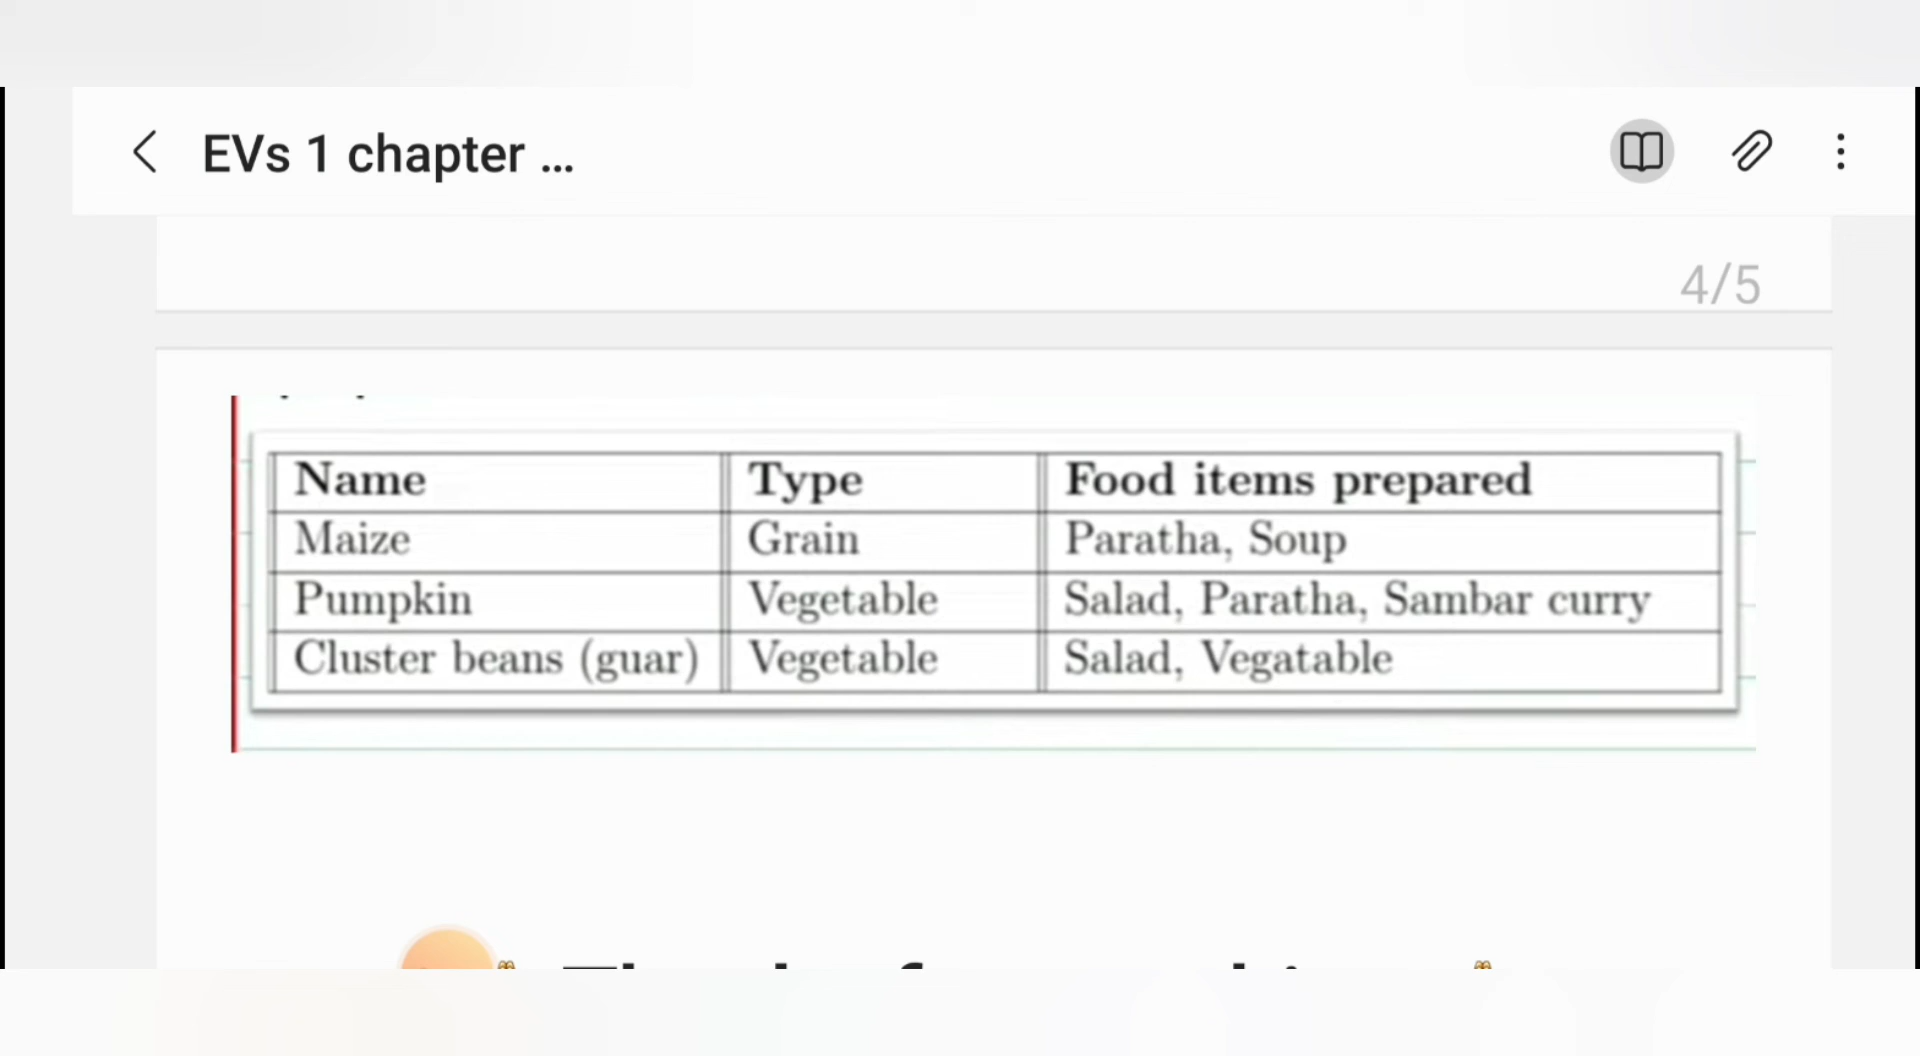 EVs 1 chapter ...
4/5
Name Type Food items prepared
Maize Grain Paratha, Soup
Pumpkin Vegetable Salad, Paratha, Sambar curry
Cluster beans (guar) Vegetable Salad, Vegatable